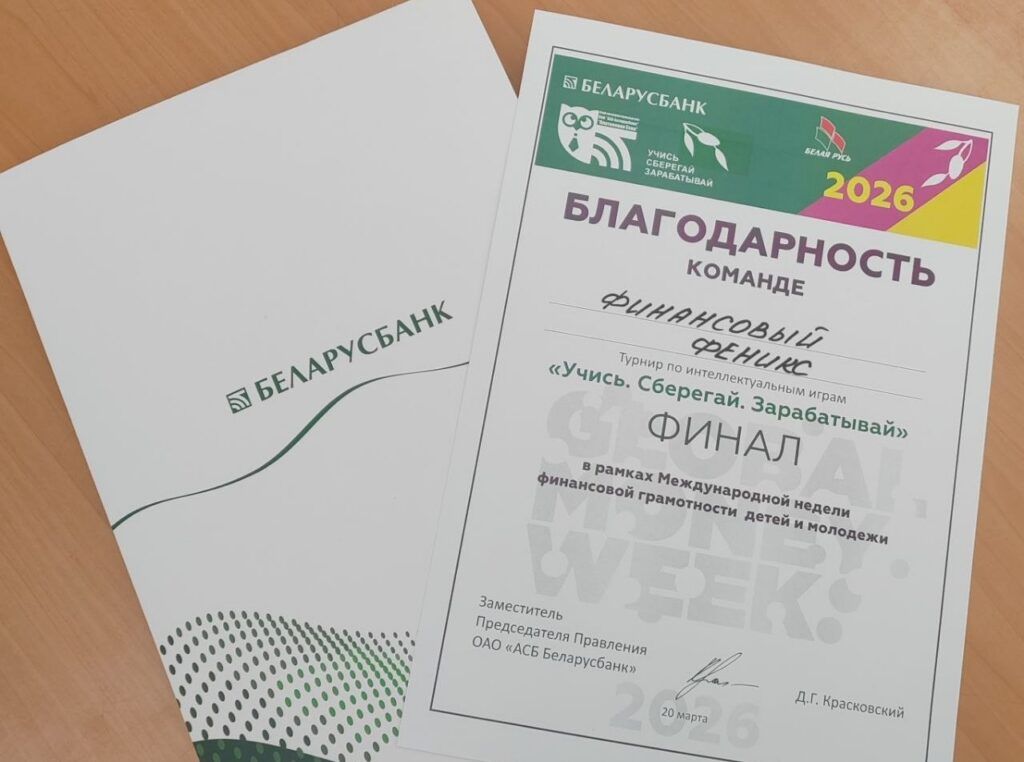 БЕЛАРУСБАНК
БЕЛАРУСБАНК
УЧИСЬ
СБЕРЕГАЙ
ЗАРАБАТЫВАЙ
БЕЛАЯ РУСЬ
2026
БЛАГОДАРНОСТЬ
КОМАНДЕ
ФИНАНСОВЫЙ
ФЕНИКС
Турнир по интеллектуальным играм
«Учись. Сберегай. Зарабатывай»
ФИНАЛ
в рамках Международной недели
финансовой грамотности детей и молодежи
GLOBAL
MONEY
WEEK
Заместитель
Председателя Правления
ОАО «АСБ Беларусбанк»
Д.Г. Красковский
20 марта
2026